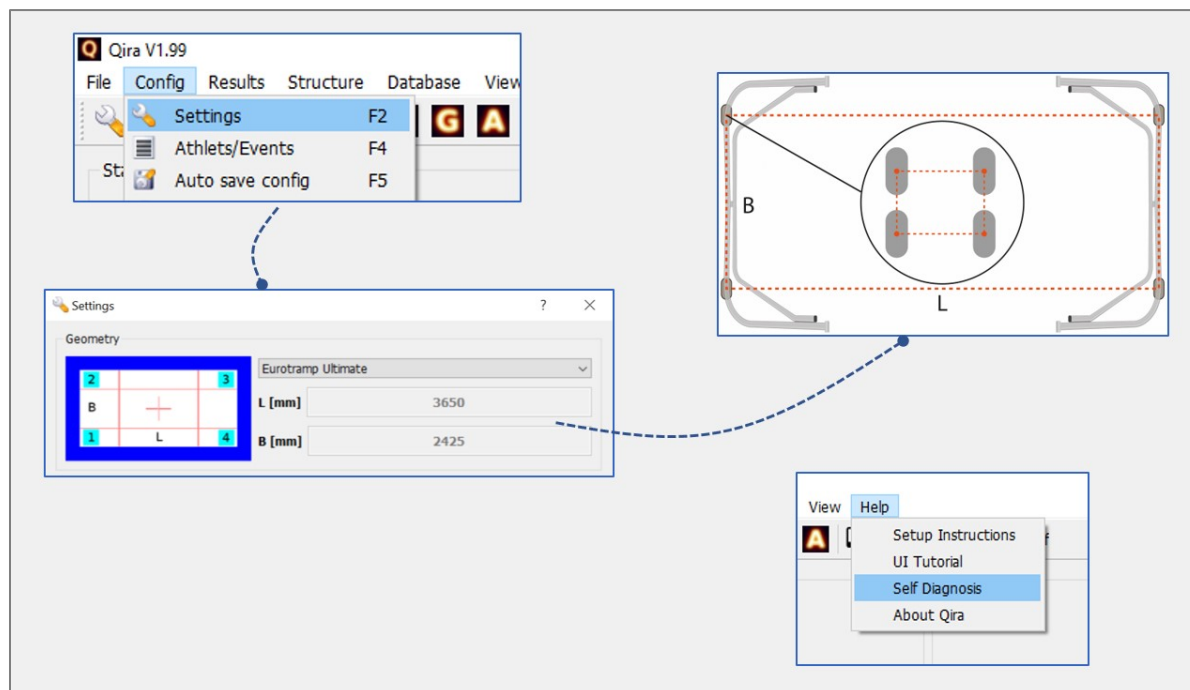 Qira V1.99
File Config Results Structure Database View
Settings F2
G A
Athlets/Events F4
Auto save config F5
B
L
Settings ? ×
Geometry
2 3
B
1 L 4
Eurotramp Ultimate
L [mm] 3650
B [mm] 2425
View Help
A
Setup Instructions
UI Tutorial
Self Diagnosis
About Qira